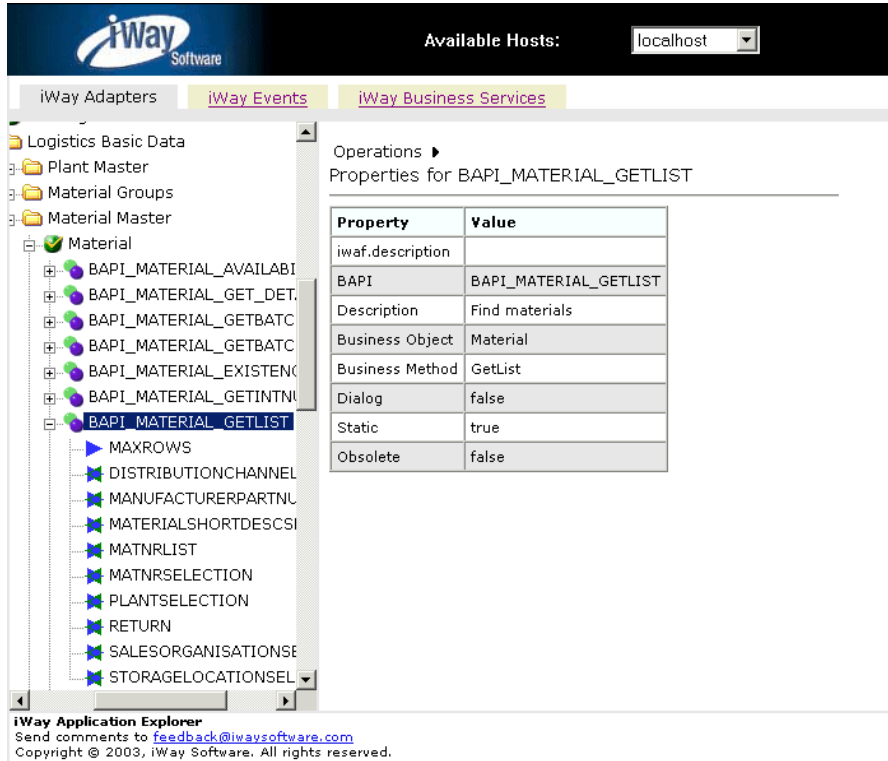 iWay
Software
Available Hosts:
localhost
iWay Adapters
iWay Events
iWay Business Services
Logistics Basic Data
Plant Master
Material Groups
Material Master
Material
BAPI_MATERIAL_AVAILABI
BAPI_MATERIAL_GET_DET
BAPI_MATERIAL_GETBATC
BAPI_MATERIAL_GETBATC
BAPI_MATERIAL_EXISTENC
BAPI_MATERIAL_GETINTNU
BAPI_MATERIAL_GETLIST
MAXROWS
DISTRIBUTIONCHANNEL
MANUFACTURERPARTNU
MATERIALSHORTDESCSE
MATNRLIST
MATNRSELECTION
PLANTSELECTION
RETURN
SALESORGANISATIONSE
STORAGELOCATIONSEL
Operations
Properties for BAPI_MATERIAL_GETLIST
Property Value
iwaf.description
BAPI BAPI_MATERIAL_GETLIST
Description Find materials
Business Object Material
Business Method GetList
Dialog false
Static true
Obsolete false
iWay Application Explorer
Send comments to feedback@iwaysoftware.com
Copyright © 2003, iWay Software. All rights reserved.